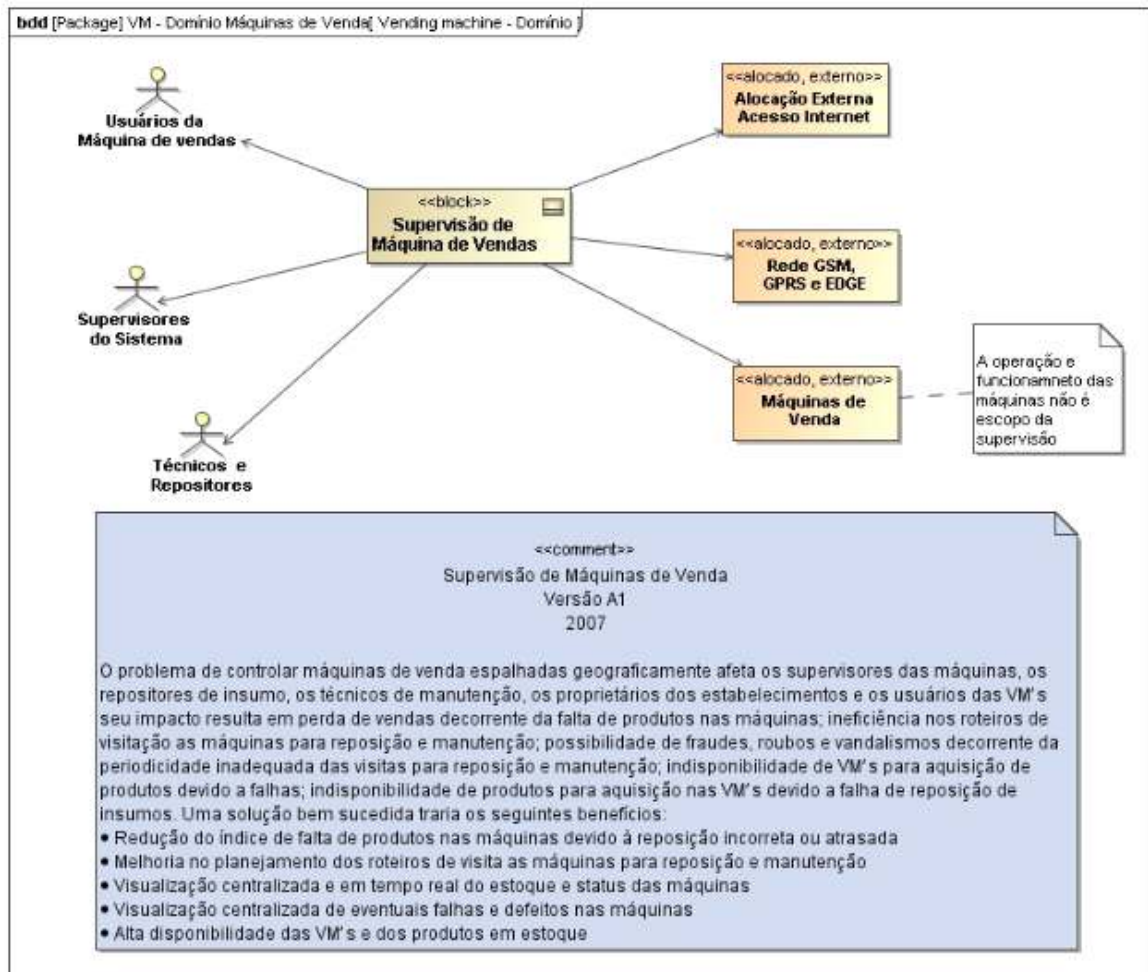 bdd [Package] VM - Domínio Máquinas de Venda[ Vending machine - Domínio ]
Usuários da
Máquina de vendas
<<alocado, externo>>
Alocação Externa
Acesso Internet
<<block>>
Supervisão de
Máquina de Vendas
<<alocado, externo>>
Rede GSM,
GPRS e EDGE
Supervisores
do Sistema
<<alocado, externo>>
Máquinas de
Venda
A operação e
funcionamneto das
máquinas não é
escopo da
supervisão
Técnicos e
Repositores
<<comment>>
Supervisão de Máquinas de Venda
Versão A1
2007
O problema de controlar máquinas de venda espalhadas geograficamente afeta os supervisores das máquinas, os
repositores de insumo, os técnicos de manutenção, os proprietários dos estabelecimentos e os usuários das VM's
seu impacto resulta em perda de vendas decorrente da falta de produtos nas máquinas; ineficiência nos roteiros de
visitação as máquinas para reposição e manutenção; possibilidade de fraudes, roubos e vandalismos decorrente da
periodicidade inadequada das visitas para reposição e manutenção; indisponibilidade de VM's para aquisição de
produtos devido a falhas; indisponibilidade de produtos para aquisição nas VM's devido a falha de reposição de
insumos. Uma solução bem sucedida traria os seguintes benefícios:
• Redução do índice de falta de produtos nas máquinas devido à reposição incorreta ou atrasada
• Melhoria no planejamento dos roteiros de visita as máquinas para reposição e manutenção
• Visualização centralizada e em tempo real do estoque e status das máquinas
• Visualização centralizada de eventuais falhas e defeitos nas máquinas
• Alta disponibilidade das VM's e dos produtos em estoque